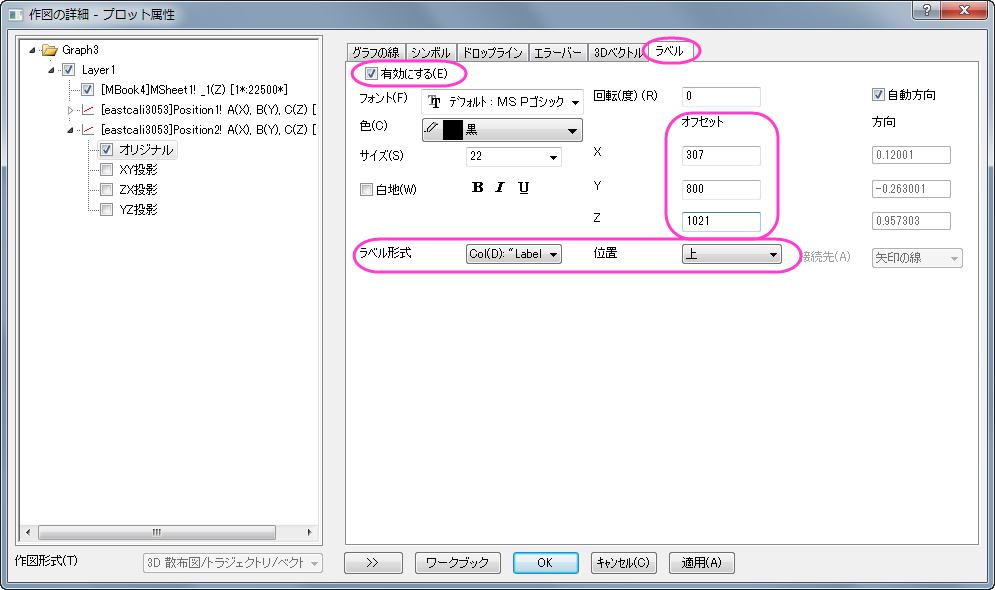 作図の詳細 - プロット属性
Graph3
Layer1
[MBook4]MSheet1! _1(Z) [1*:22500*]
[eastcali3053]Position1! A(X), B(Y), C(Z) [
[eastcali3053]Position2! A(X), B(Y), C(Z) [
オリジナル
XY投影
ZX投影
YZ投影
作図形式(T)
3D 散布図/トラジェクトリ/ベクト
グラフの線 シンボル ドロップライン エラーバー 3Dベクトル ラベル
有効にする(E)
フォント(F) デフォルト: MS Pゴシック 回転(度) (R) 0 自動方向
色(C) 黒 オフセット 方向
サイズ(S) 22 X 307 0.12001
白地(W) B I U Y 800 -0.263001
Z 1021 0.957303
ラベル形式 Col(D): "Label 位置 上 接続先(A) 矢印の線
>> ワークブック OK キャンセル(C) 適用(A)